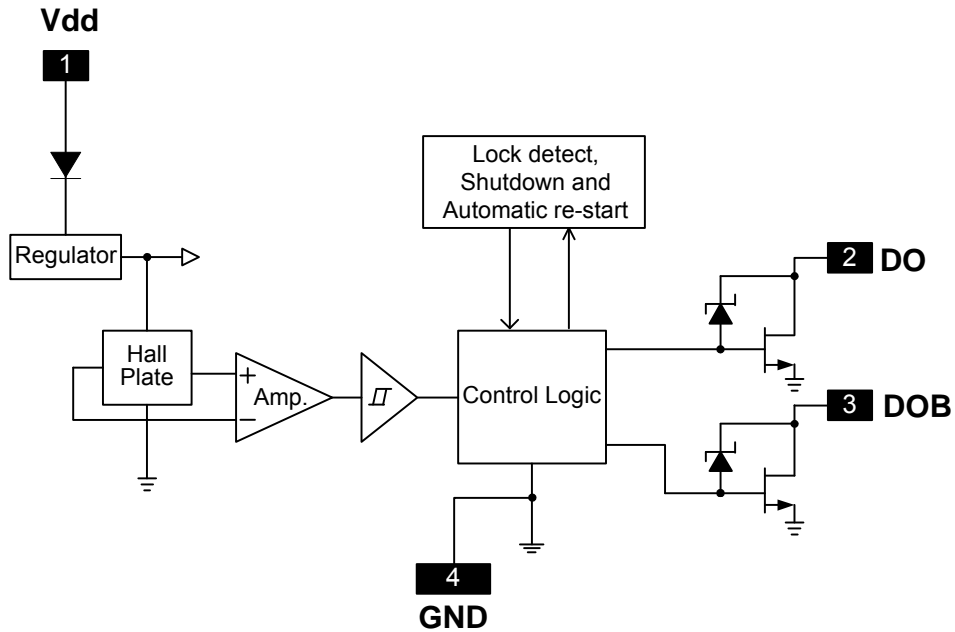 Vdd
1
Lock detect,
Shutdown and
Automatic re-start
Regulator
2 DO
Hall
Plate
+
Amp.
−
Control Logic
3 DOB
4
GND